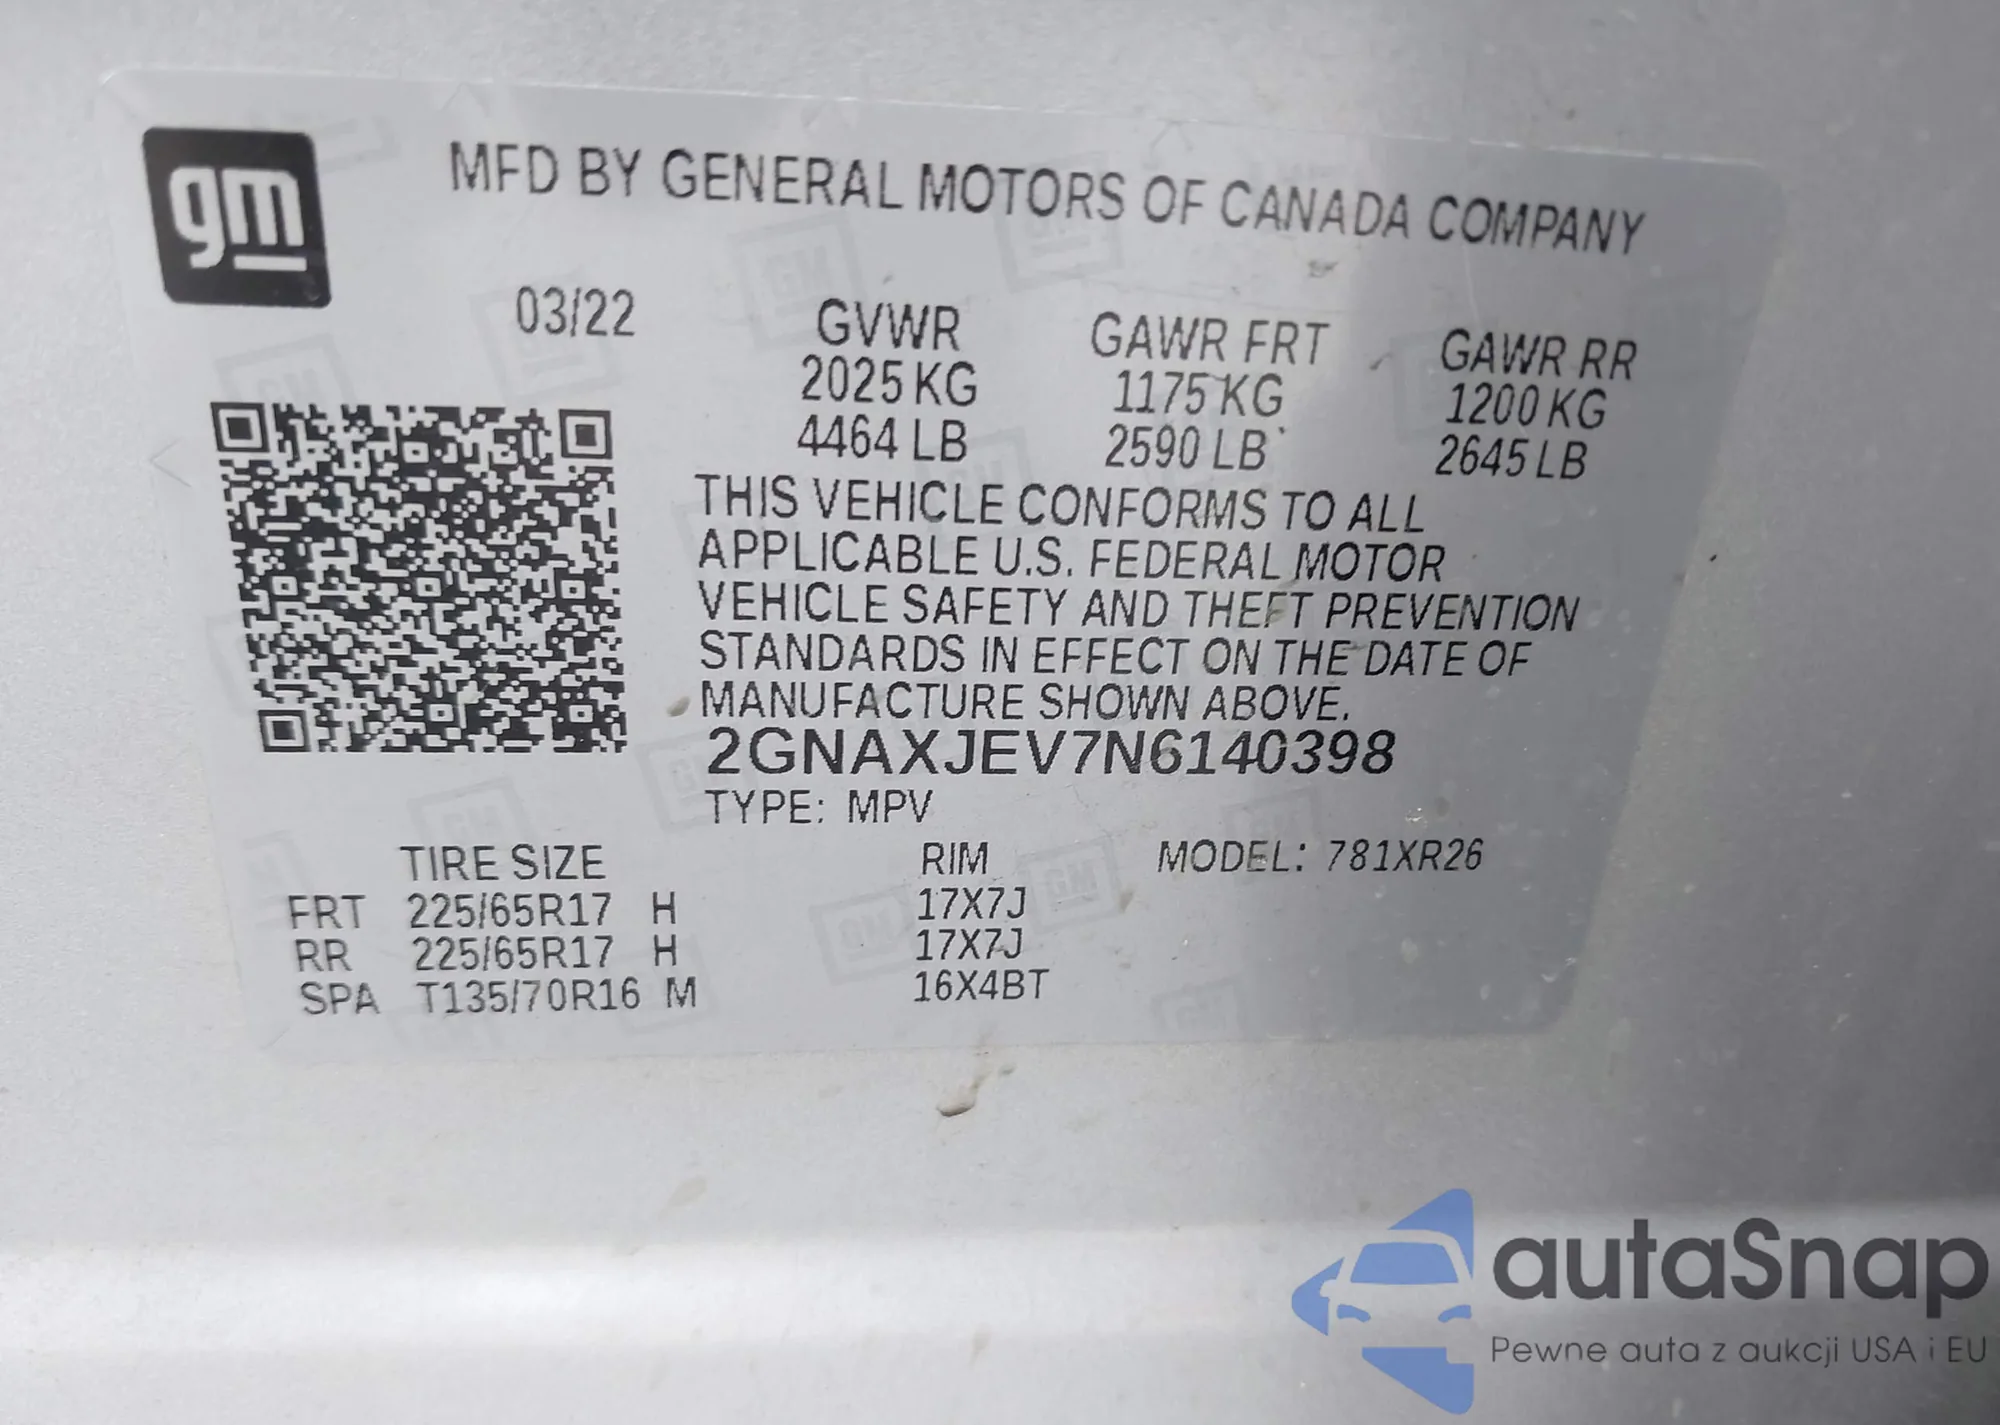 gm
MFD BY GENERAL MOTORS OF CANADA COMPANY
03/22 GVWR GAWR FRT GAWR RR
2025 KG 1175 KG 1200 KG
4464 LB 2590 LB 2645 LB
THIS VEHICLE CONFORMS TO ALL
APPLICABLE U.S. FEDERAL MOTOR
VEHICLE SAFETY AND THEFT PREVENTION
STANDARDS IN EFFECT ON THE DATE OF
MANUFACTURE SHOWN ABOVE.
2GNAXJEV7N6140398
TYPE: MPV
TIRE SIZE RIM MODEL: 781XR26
FRT 225/65R17 H 17X7J
RR 225/65R17 H 17X7J
SPA T135/70R16 M 16X4BT
autaSnap
Pewne auta z aukcji USA i EU